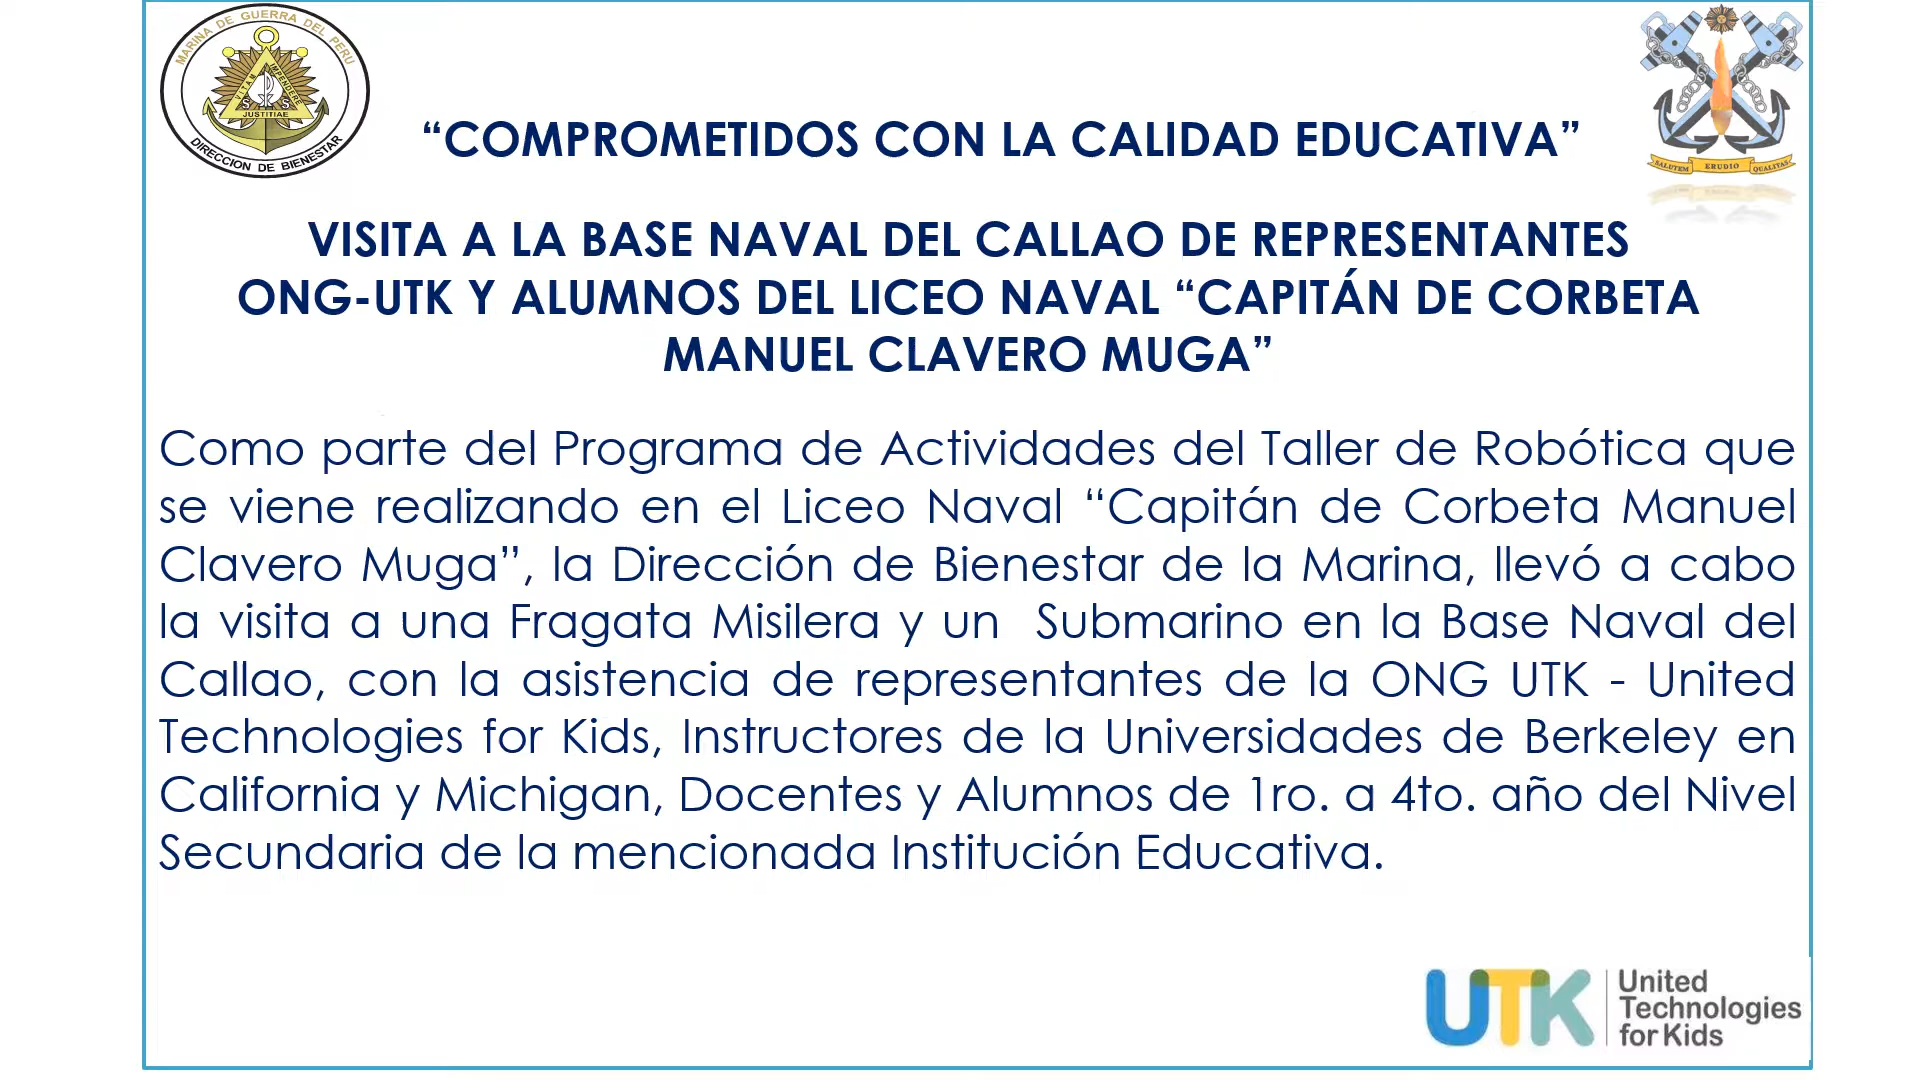 MARINA DE GUERRA DEL PERU
VITAM IMPENDERE
S S
JUSTITIAE
DIRECCION DE BIENESTAR
SALUTEM ERUDIO QUALITAS
“COMPROMETIDOS CON LA CALIDAD EDUCATIVA”
VISITA A LA BASE NAVAL DEL CALLAO DE REPRESENTANTES
ONG-UTK Y ALUMNOS DEL LICEO NAVAL “CAPITÁN DE CORBETA
MANUEL CLAVERO MUGA”
Como parte del Programa de Actividades del Taller de Robótica que
se viene realizando en el Liceo Naval “Capitán de Corbeta Manuel
Clavero Muga”, la Dirección de Bienestar de la Marina, llevó a cabo
la visita a una Fragata Misilera y un  Submarino en la Base Naval del
Callao, con la asistencia de representantes de la ONG UTK - United
Technologies for Kids, Instructores de la Universidades de Berkeley en
California y Michigan, Docentes y Alumnos de 1ro. a 4to. año del Nivel
Secundaria de la mencionada Institución Educativa.
UTK
United
Technologies
for Kids